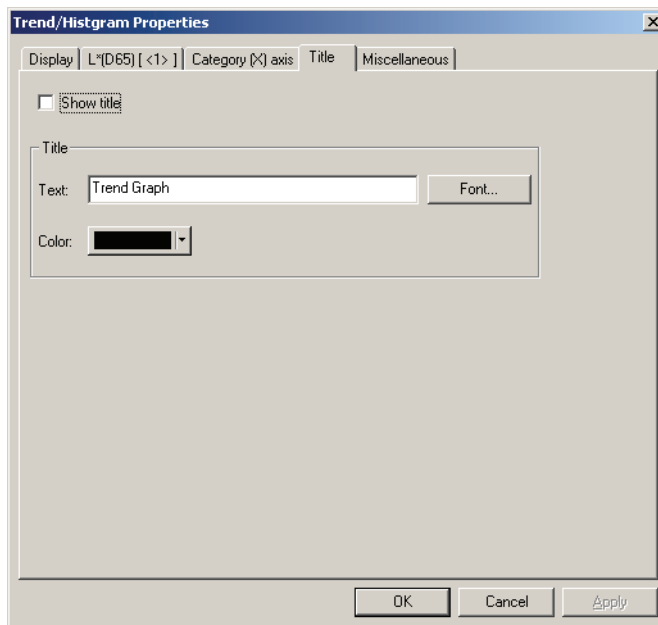 Trend/Histgram Properties
Display L*(D65) [ <1> ] Category (X) axis Title Miscellaneous
Show title
Title
Text: Trend Graph Font...
Color:
OK Cancel Apply